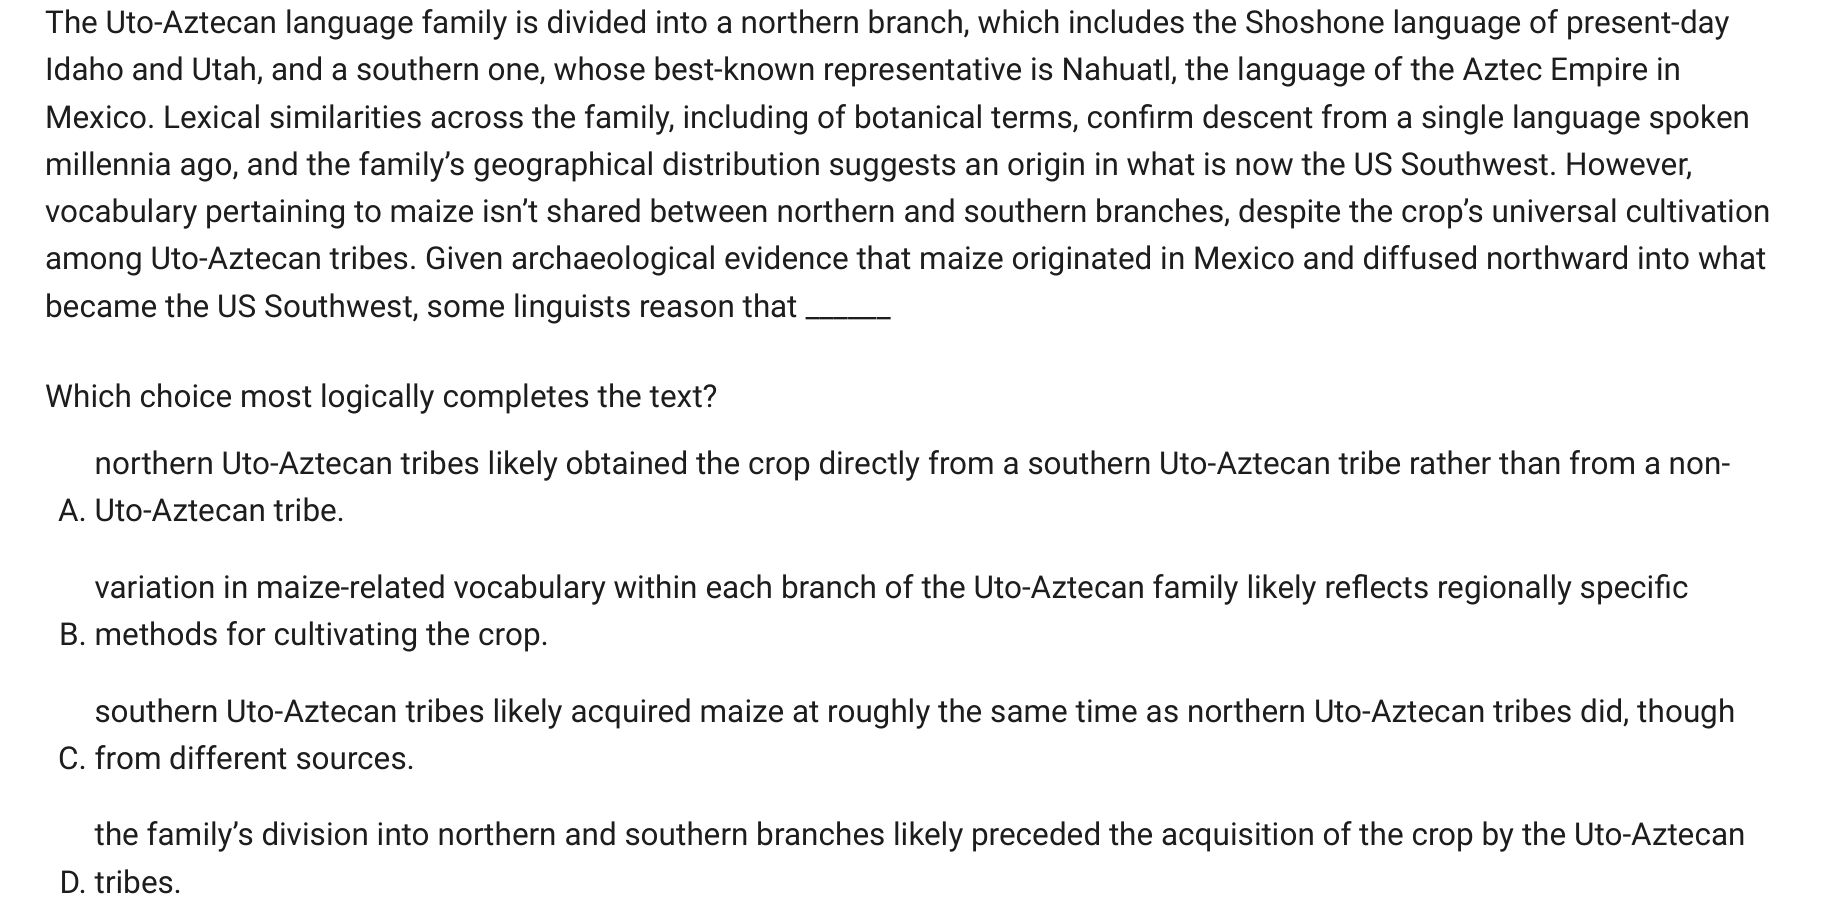 The Uto-Aztecan language family is divided into a northern branch, which includes the Shoshone language of present-day
Idaho and Utah, and a southern one, whose best-known representative is Nahuatl, the language of the Aztec Empire in
Mexico. Lexical similarities across the family, including of botanical terms, confirm descent from a single language spoken
millennia ago, and the family’s geographical distribution suggests an origin in what is now the US Southwest. However,
vocabulary pertaining to maize isn’t shared between northern and southern branches, despite the crop’s universal cultivation
among Uto-Aztecan tribes. Given archaeological evidence that maize originated in Mexico and diffused northward into what
became the US Southwest, some linguists reason that ______
Which choice most logically completes the text?
northern Uto-Aztecan tribes likely obtained the crop directly from a southern Uto-Aztecan tribe rather than from a non-
A. Uto-Aztecan tribe.
variation in maize-related vocabulary within each branch of the Uto-Aztecan family likely reflects regionally specific
B. methods for cultivating the crop.
southern Uto-Aztecan tribes likely acquired maize at roughly the same time as northern Uto-Aztecan tribes did, though
C. from different sources.
the family’s division into northern and southern branches likely preceded the acquisition of the crop by the Uto-Aztecan
D. tribes.